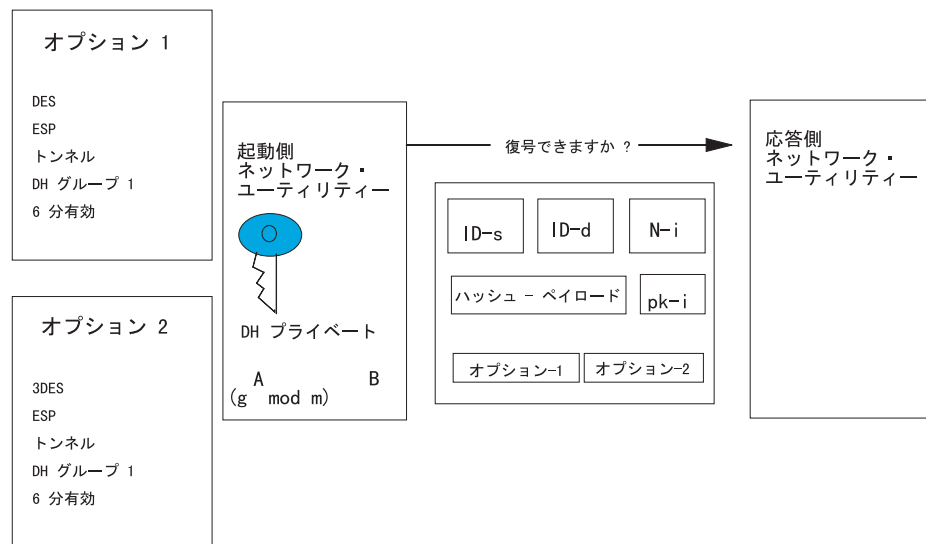 オプション 1
DES
ESP
トンネル
DH グループ 1
6 分有効
オプション 2
3DES
ESP
トンネル
DH グループ 1
6 分有効
起動側
ネットワーク・
ユーティリティー
DH プライベート
A B
(g mod m)
復号できますか ?
ID-s ID-d N-i
ハッシュ - ペイロード pk-i
オプション-1 オプション-2
応答側
ネットワーク・
ユーティリティー